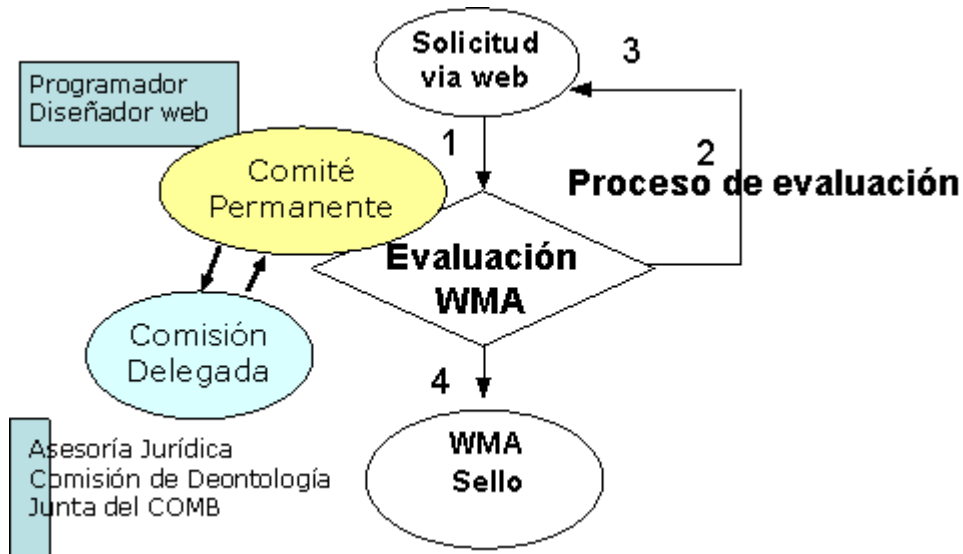 Solicitud
via web
3
Programador
Diseñador web
1
2
Comité
Permanente
Proceso de evaluación
Evaluación
WMA
Comisión
Delegada
4
WMA
Sello
Asesoría Jurídica
Comisión de Deontología
Junta del COMB